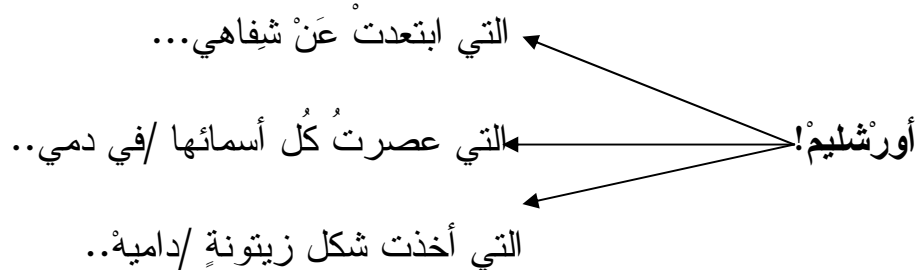 التي ابتعدتْ عَنْ شِفاهي...
أورْشليمْ! التي عصرتُ كُل أسمائها /في دمي..
التي أخذت شكل زيتونةٍ /داميهْ..